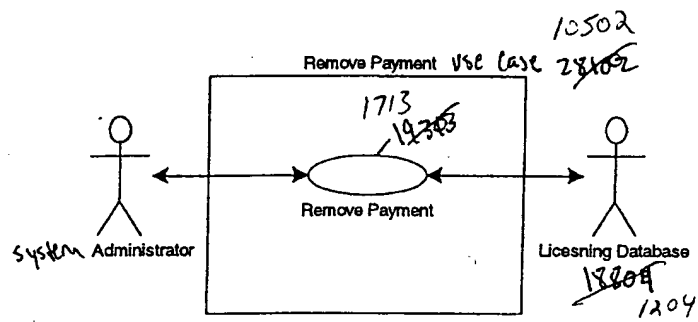 10502
Remove Payment use case 28102
1713
19303
Remove Payment
system Administrator
Licesning Database
18804
1204